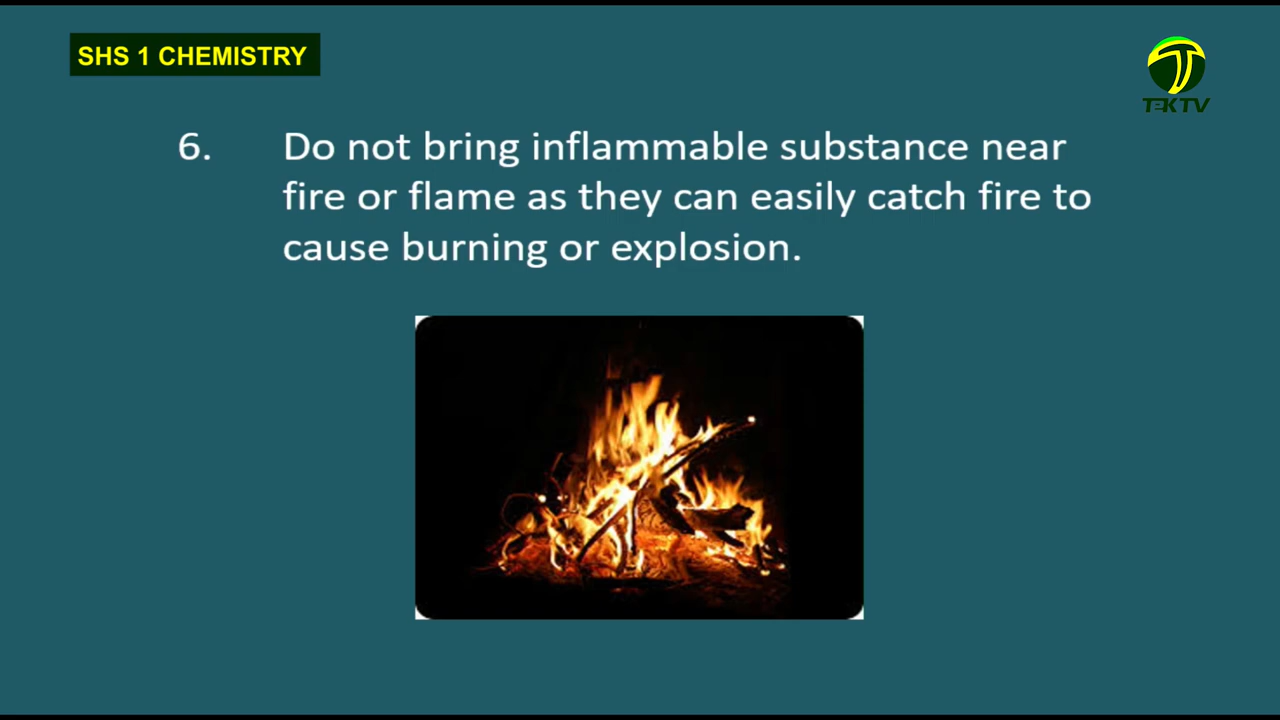 SHS 1 CHEMISTRY
TEKTV
6. Do not bring inflammable substance near
fire or flame as they can easily catch fire to
cause burning or explosion.